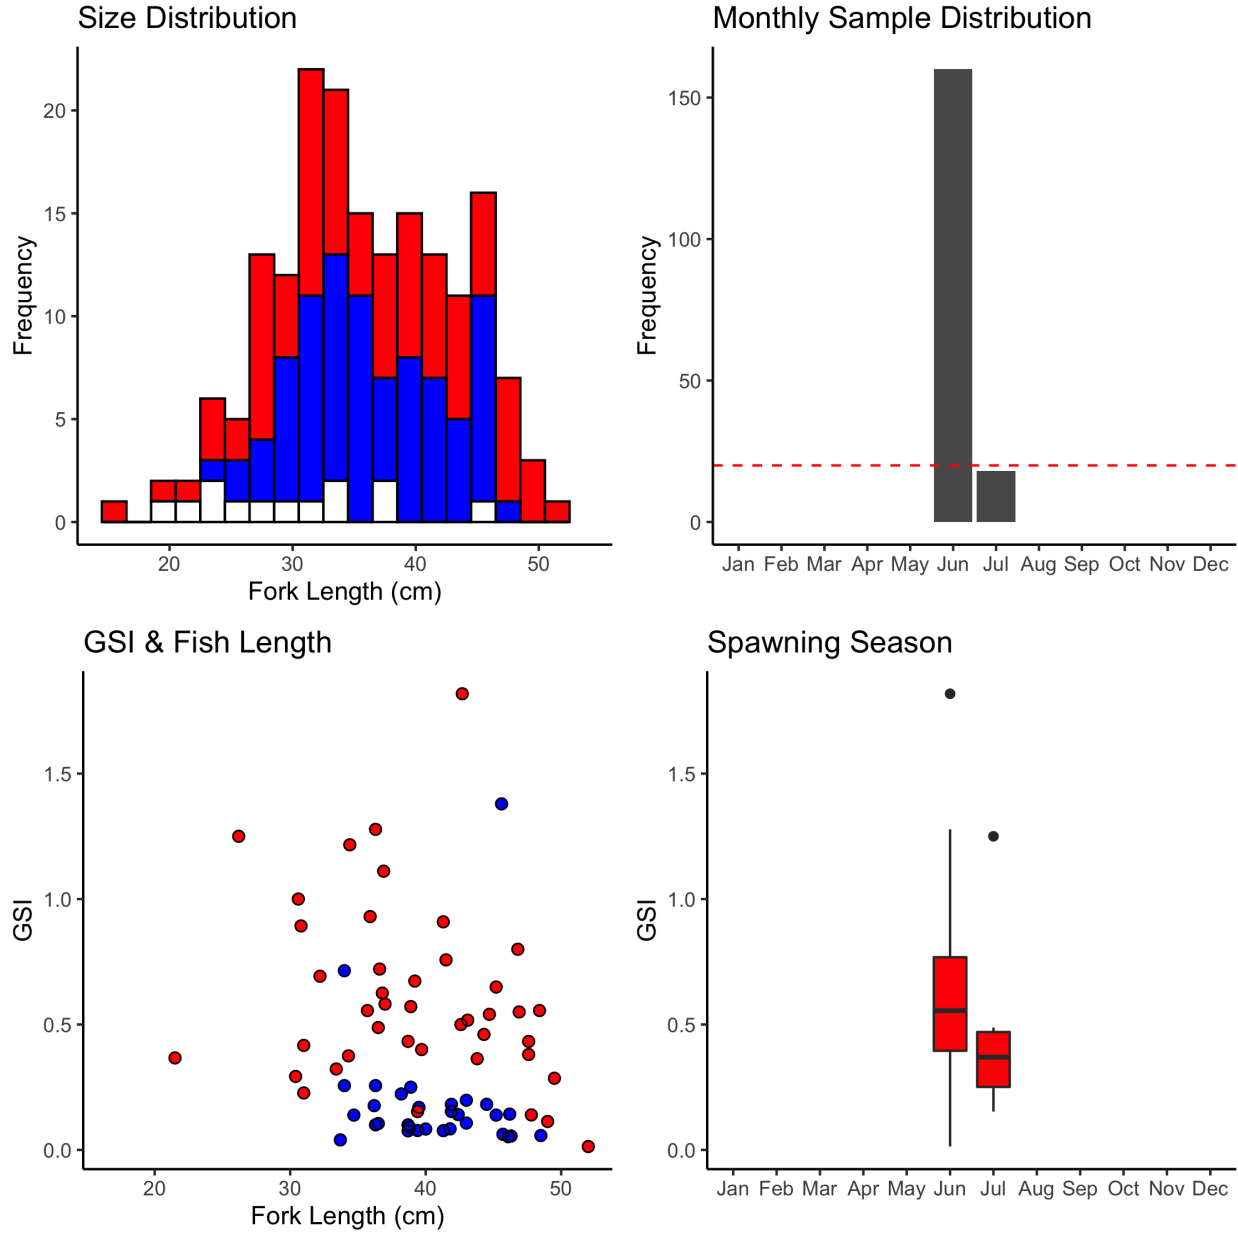 Size Distribution
Frequency
20
15
10
5
0
20 30 40 50
Fork Length (cm)
Monthly Sample Distribution
Frequency
150
100
50
0
Jan Feb Mar Apr May Jun Jul Aug Sep Oct Nov Dec
GSI & Fish Length
GSI
1.5
1.0
0.5
0.0
20 30 40 50
Fork Length (cm)
Spawning Season
GSI
1.5
1.0
0.5
0.0
Jan Feb Mar Apr May Jun Jul Aug Sep Oct Nov Dec